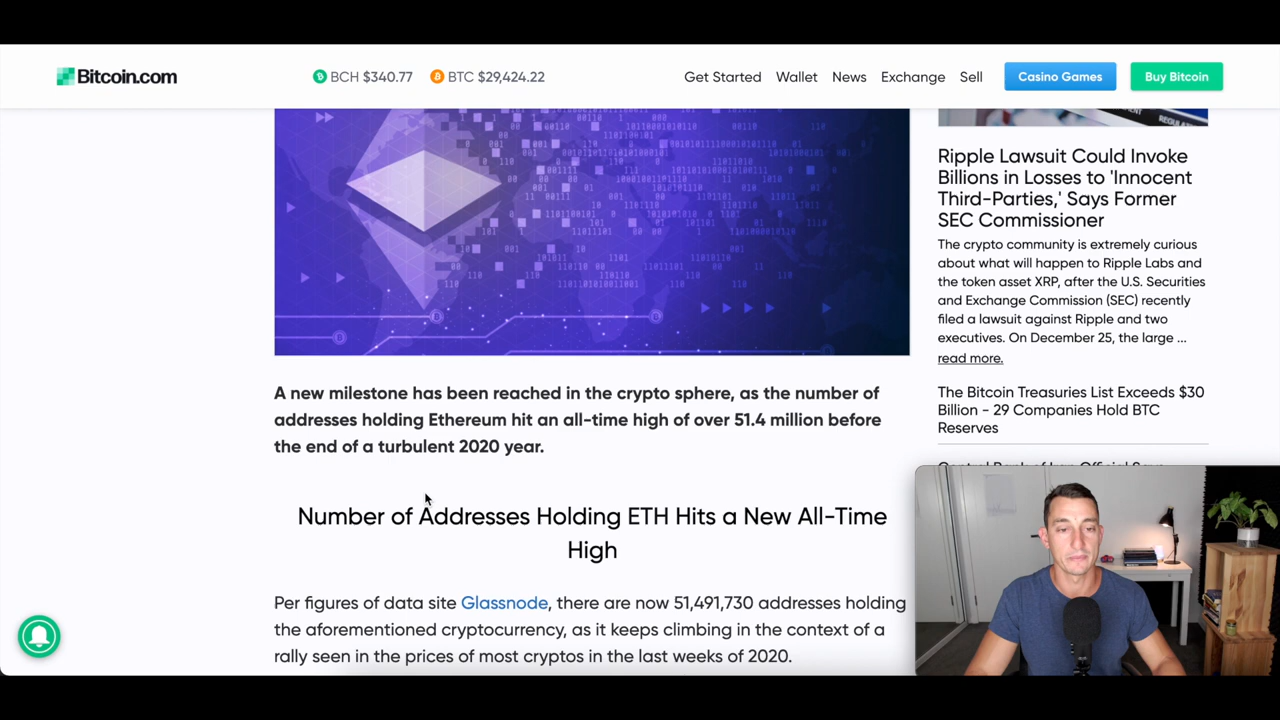 Bitcoin.com
BCH $340.77
BTC $29,424.22
Get Started
Wallet
News
Exchange
Sell
Casino Games
Buy Bitcoin
A new milestone has been reached in the crypto sphere, as the number of
addresses holding Ethereum hit an all-time high of over 51.4 million before
the end of a turbulent 2020 year.
Number of Addresses Holding ETH Hits a New All-Time
High
Per figures of data site Glassnode, there are now 51,491,730 addresses holding
the aforementioned cryptocurrency, as it keeps climbing in the context of a
rally seen in the prices of most cryptos in the last weeks of 2020.
Ripple Lawsuit Could Invoke
Billions in Losses to 'Innocent
Third-Parties,' Says Former
SEC Commissioner
The crypto community is extremely curious
about what will happen to Ripple Labs and
the token asset XRP, after the U.S. Securities
and Exchange Commission (SEC) recently
filed a lawsuit against Ripple and two
executives. On December 25, the large ...
read more.
The Bitcoin Treasuries List Exceeds $30
Billion - 29 Companies Hold BTC
Reserves